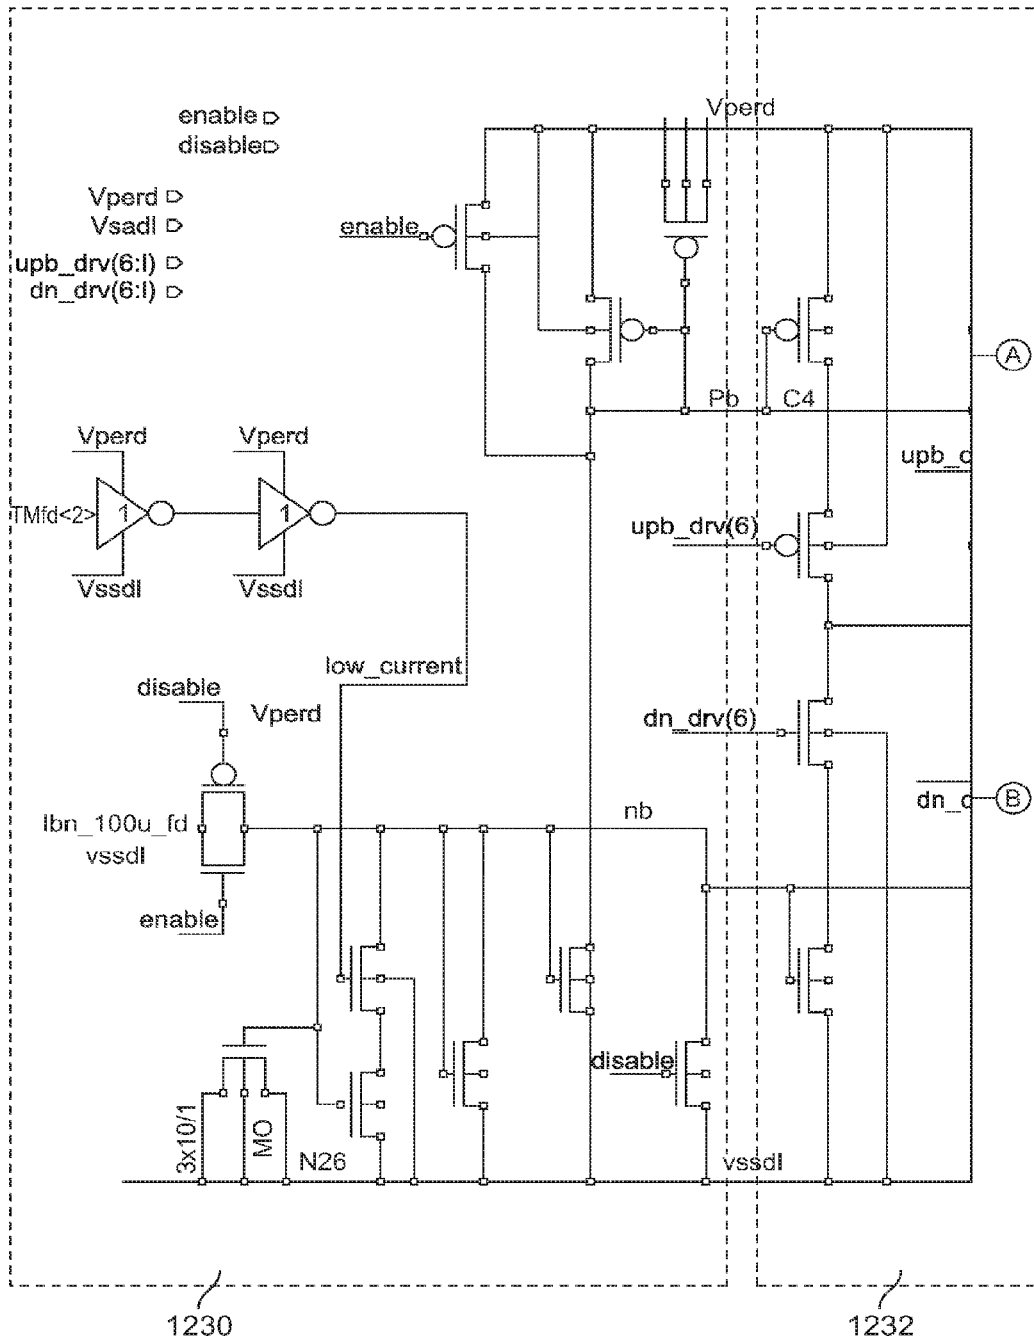 enable
disable
Vperd
Vsadl
upb_drv(6:l)
dn_drv(6:l)
Vperd
enable
A
Pb
C4
Vperd
Vperd
upb_c
TMfd<2>
1
1
upb_drv(6)
Vssdl
Vssdl
low_current
disable
Vperd
dn_drv(6)
B
dn_c
Ibn_100u_fd
nb
vssdl
enable
disable
3x10/1
MO
N26
vssdl
1230
1232